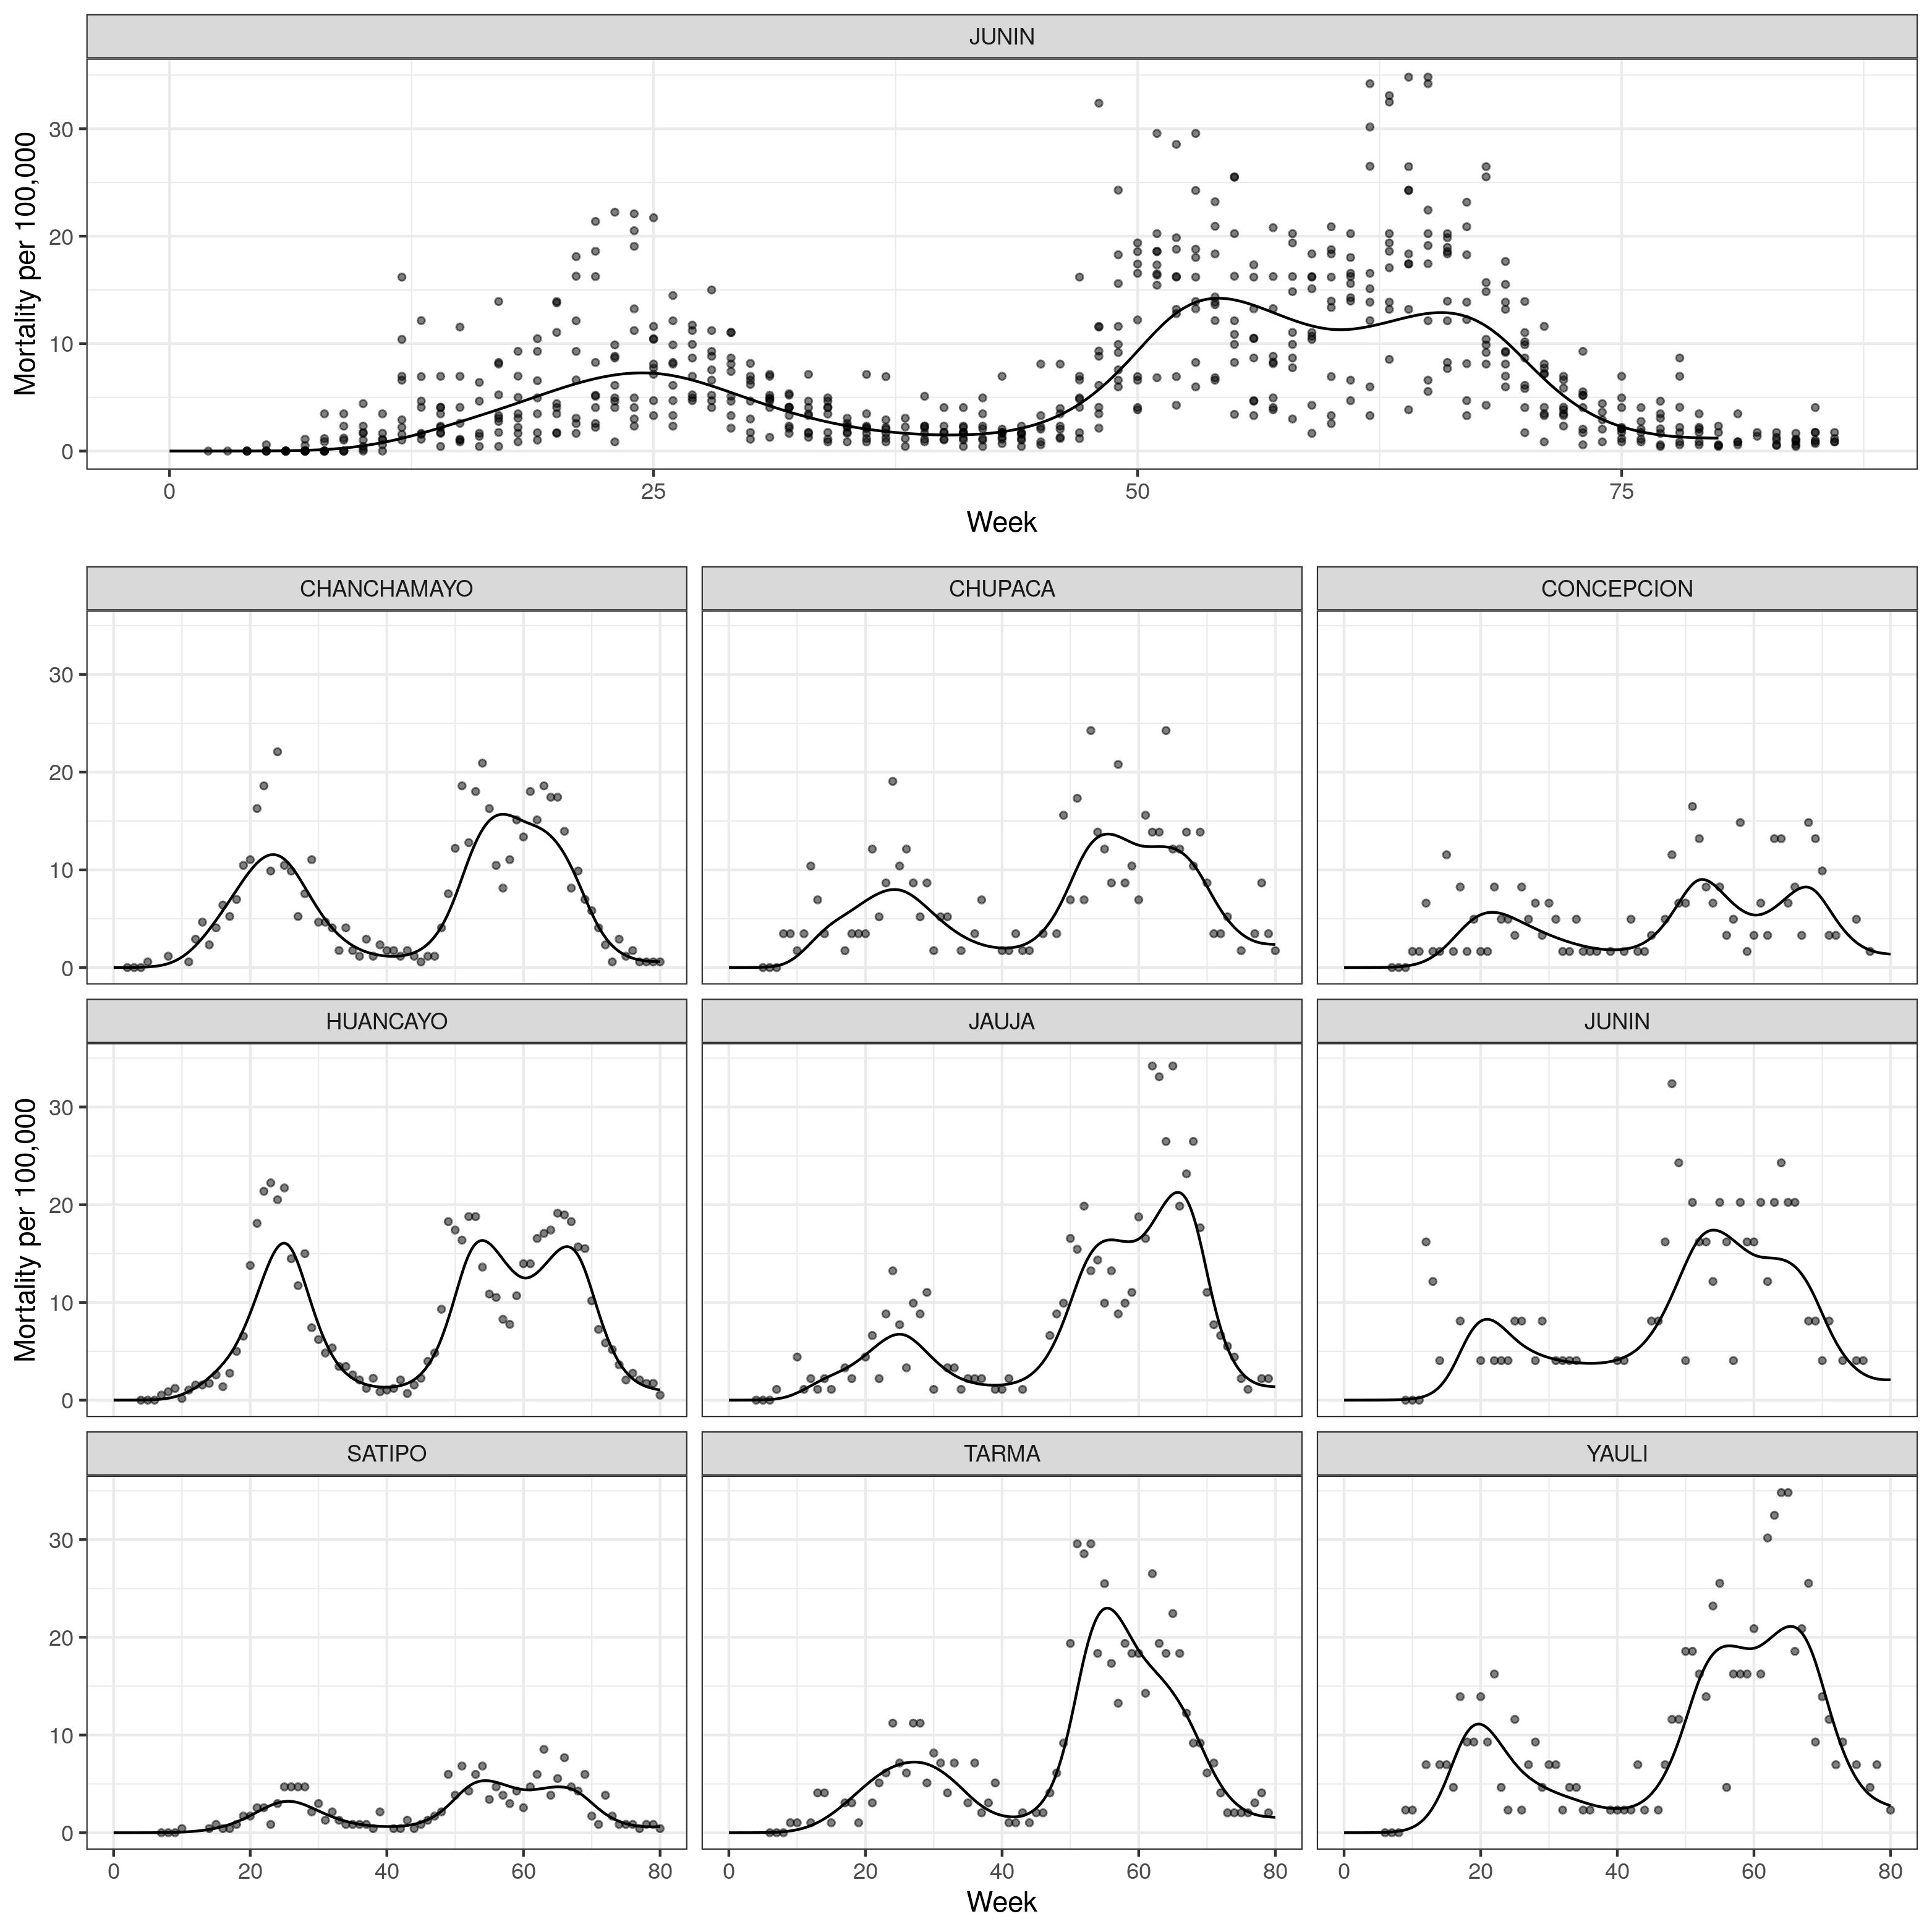 JUNIN
Mortality per 100,000
30
20
10
0
0 25 50 75
Week
CHANCHAMAYO CHUPACA CONCEPCION
30
20
10
0
HUANCAYO JAUJA JUNIN
Mortality per 100,000
30
20
10
0
SATIPO TARMA YAULI
30
20
10
0
0 20 40 60 80 0 20 40 60 80 0 20 40 60 80
Week